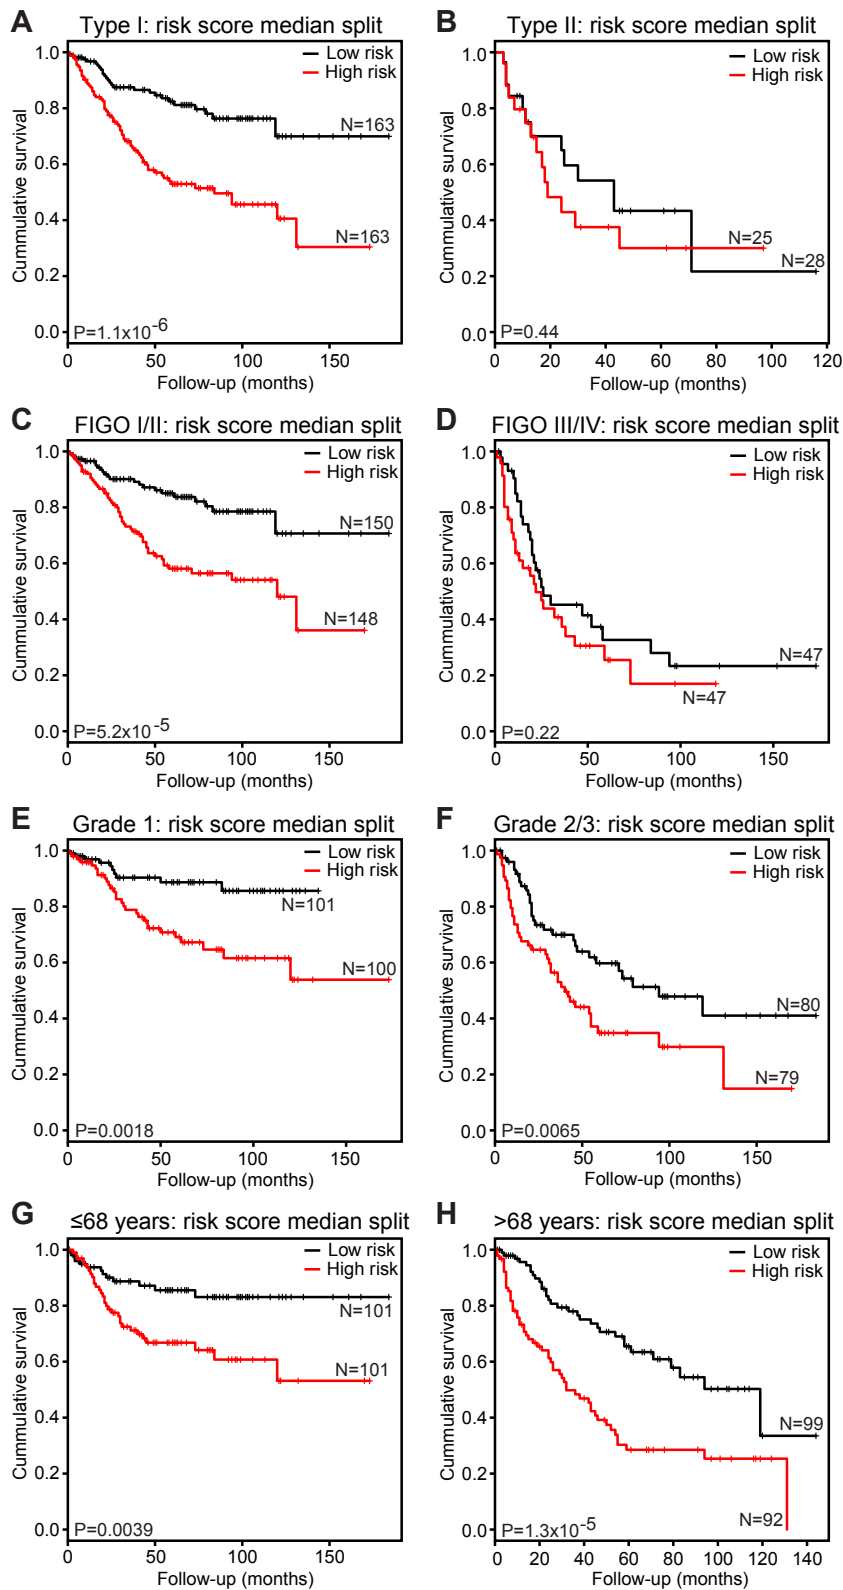 A Type I: risk score median split
Low risk
High risk
N=163
N=163
P=1.1x10-6
Cummulative survival
1.0
0.8
0.6
0.4
0.2
0.0
0 50 100 150
Follow-up (months)
B Type II: risk score median split
Low risk
High risk
N=25
N=28
P=0.44
Cummulative survival
1.0
0.8
0.6
0.4
0.2
0.0
0 20 40 60 80 100 120
Follow-up (months)
C FIGO I/II: risk score median split
Low risk
High risk
N=150
N=148
P=5.2x10-5
Cummulative survival
1.0
0.8
0.6
0.4
0.2
0.0
0 50 100 150
Follow-up (months)
D FIGO III/IV: risk score median split
Low risk
High risk
N=47
N=47
P=0.22
Cummulative survival
1.0
0.8
0.6
0.4
0.2
0.0
0 50 100 150
Follow-up (months)
E Grade 1: risk score median split
Low risk
High risk
N=101
N=100
P=0.0018
Cummulative survival
1.0
0.8
0.6
0.4
0.2
0.0
0 50 100 150
Follow-up (months)
F Grade 2/3: risk score median split
Low risk
High risk
N=80
N=79
P=0.0065
Cummulative survival
1.0
0.8
0.6
0.4
0.2
0.0
0 50 100 150
Follow-up (months)
G ≤68 years: risk score median split
Low risk
High risk
N=101
N=101
P=0.0039
Cummulative survival
1.0
0.8
0.6
0.4
0.2
0.0
0 50 100 150
Follow-up (months)
H >68 years: risk score median split
Low risk
High risk
N=99
N=92
P=1.3x10-5
Cummulative survival
1.0
0.8
0.6
0.4
0.2
0.0
0 20 40 60 80 100 120 140
Follow-up (months)